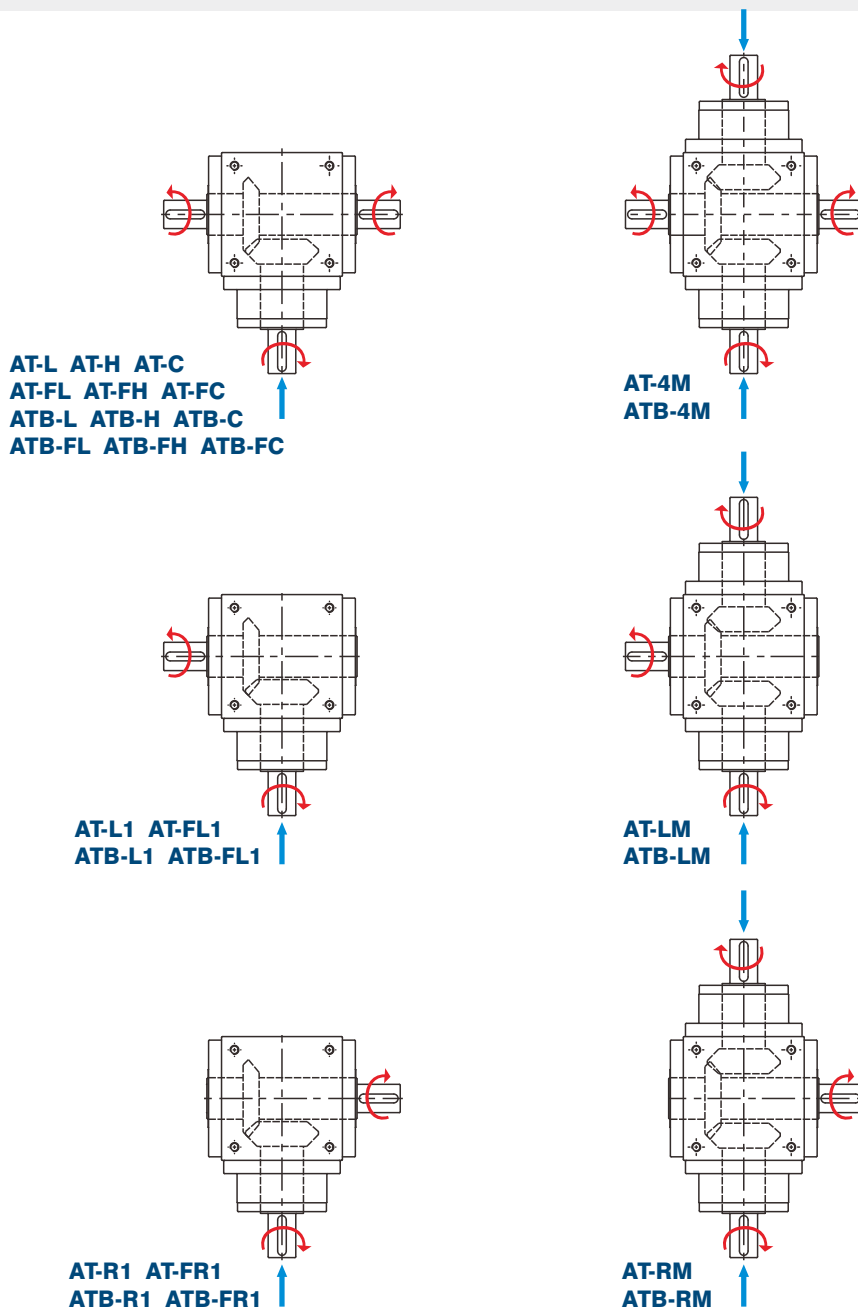 AT-L AT-H AT-C
AT-FL AT-FH AT-FC
ATB-L ATB-H ATB-C
ATB-FL ATB-FH ATB-FC
AT-4M
ATB-4M
AT-L1 AT-FL1
ATB-L1 ATB-FL1
AT-LM
ATB-LM
AT-R1 AT-FR1
ATB-R1 ATB-FR1
AT-RM
ATB-RM